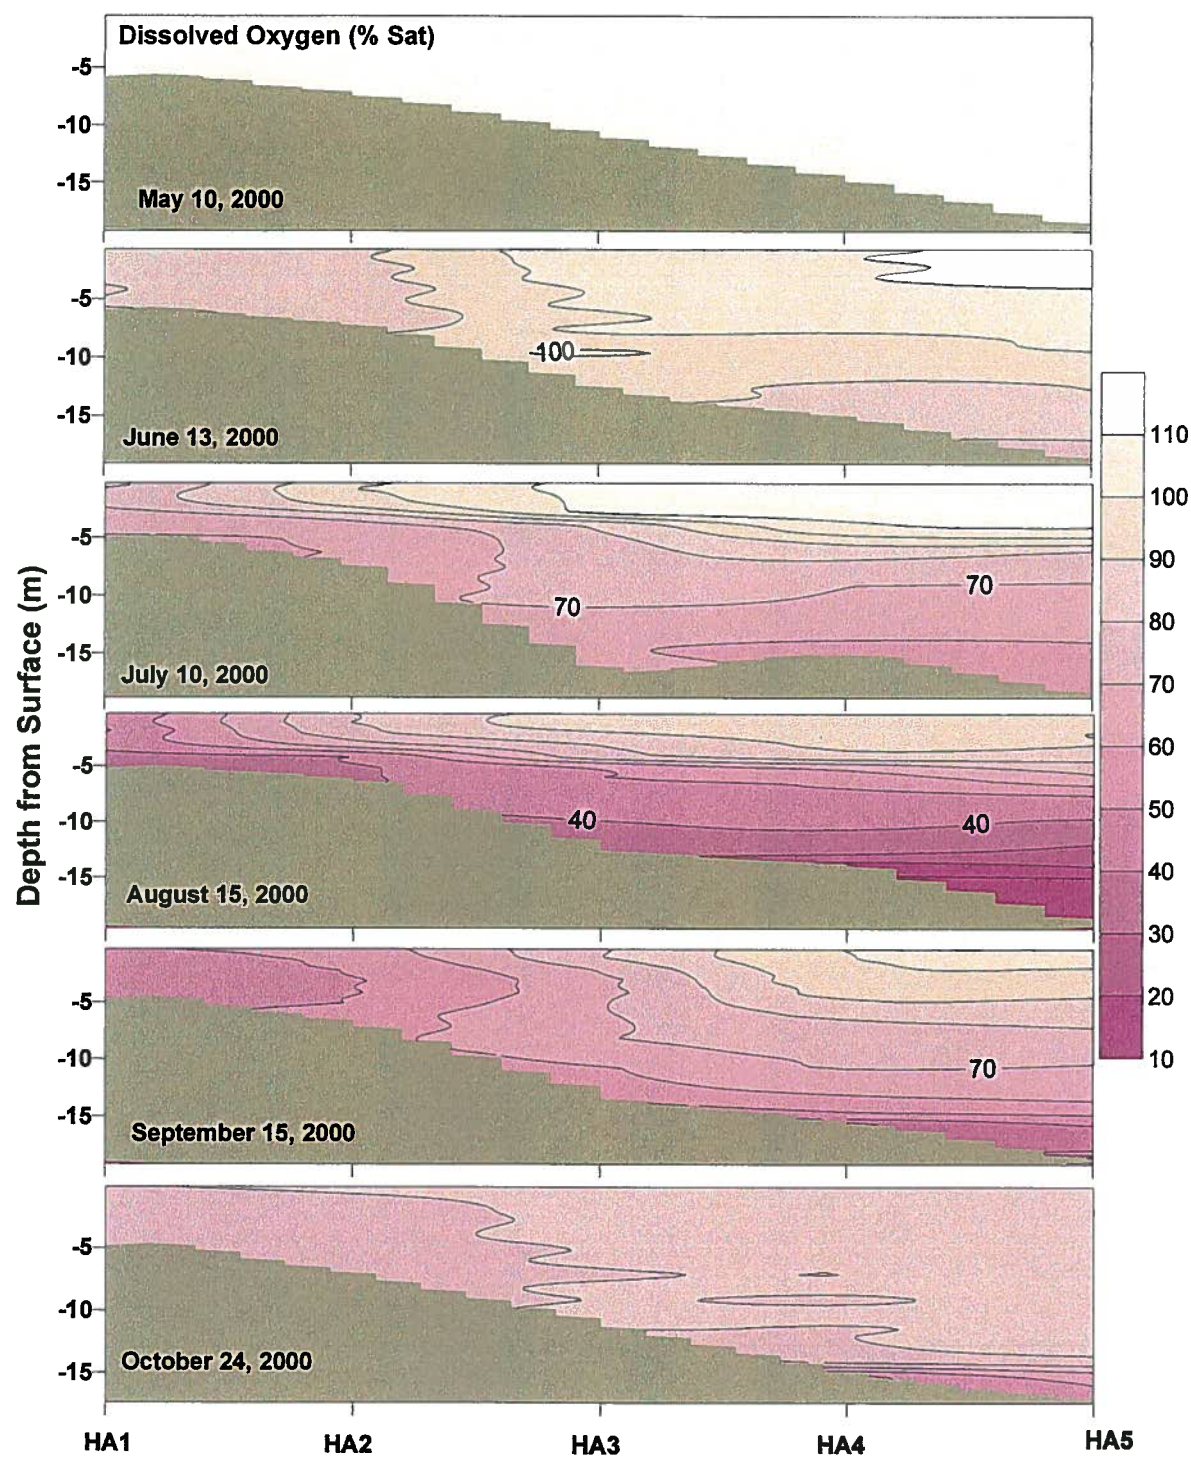 Dissolved Oxygen (% Sat)
-5
-10
-15
May 10, 2000
-5
-10
-15
100
June 13, 2000
-5
-10
-15
70
70
July 10, 2000
-5
-10
-15
40
40
August 15, 2000
-5
-10
-15
70
September 15, 2000
-5
-10
-15
October 24, 2000
Depth from Surface (m)
110
100
90
80
70
60
50
40
30
20
10
HA1
HA2
HA3
HA4
HA5